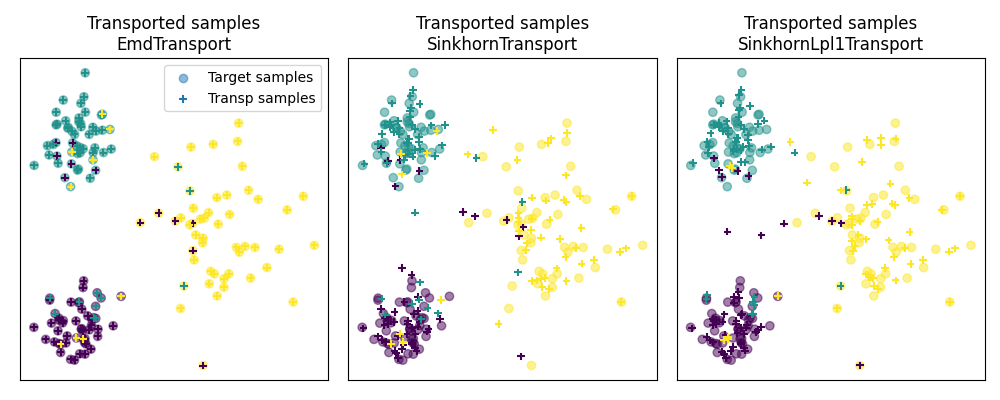 Transported samples
EmdTransport
Target samples
Transp samples
Transported samples
SinkhornTransport
Transported samples
SinkhornLpl1Transport